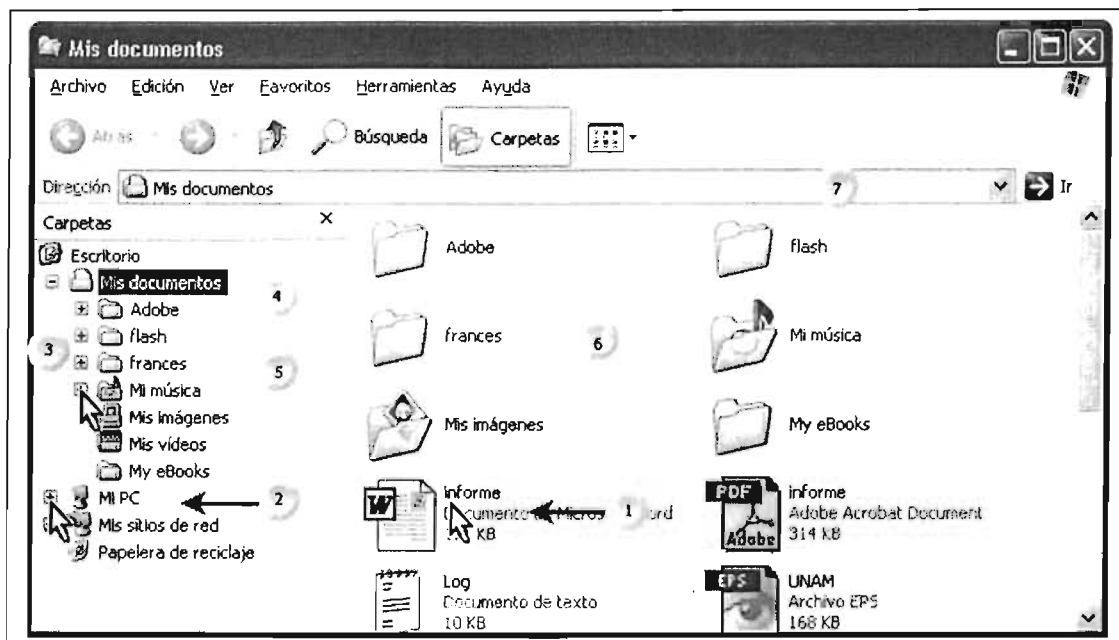 Mis documentos
Archivo Edición Ver Favoritos Herramientas Ayuda
Atrás Búsqueda Carpetas
Dirección Mis documentos 7 Ir
Carpetas
Escritorio
Mis documentos
Adobe
flash
frances
Mi música
Mis imágenes
Mis vídeos
My eBooks
Mi PC
Mis sitios de red
Papelera de reciclaje
3
4
5
2
Adobe
flash
frances
6
Mi música
Mis imágenes
My eBooks
W
informe
Documento
1
KB
PDF
Adobe
informe
Adobe Acrobat Document
314 KB
Log
Documento de texto
10 KB
EPS
UNAM
Archivo EPS
168 KB